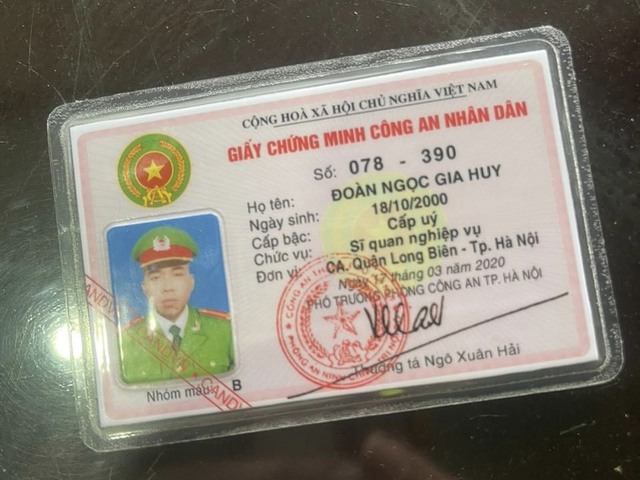 CỘNG HOÀ XÃ HỘI CHỦ NGHĨA VIỆT NAM
GIẤY CHỨNG MINH CÔNG AN NHÂN DÂN
Số: 078 - 390
Họ tên: ĐOÀN NGỌC GIA HUY
Ngày sinh: 18/10/2000
Cấp bậc: Cấp uý
Chức vụ: Sĩ quan nghiệp vụ
Đơn vị: CA. Quận Long Biên - Tp. Hà Nội
Ngày 17 tháng 03 năm 2020
PHÓ TRƯỞNG PHÒNG CÔNG AN TP. HÀ NỘI
Thượng tá Ngô Xuân Hải
Nhóm máu B
CAND